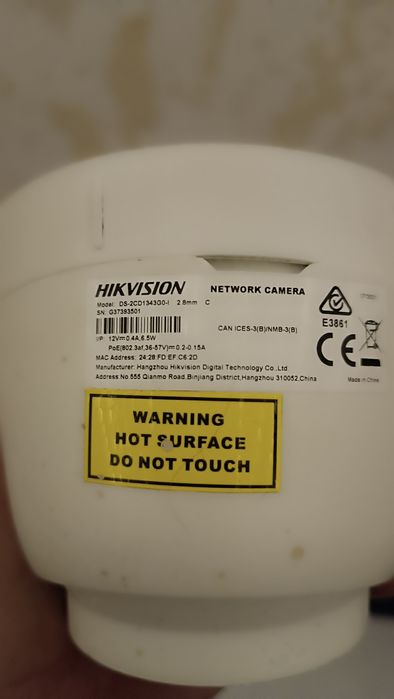 HIKVISION NETWORK CAMERA
Model: DS-2CD1343G0-I 2.8mm C
SN: G37393501
E3861
I/P 12V⎓0.4A,6.5W
CAN ICES-3(B)/NMB-3(B)
PoE(802.3af,36-57V)⎓0.2-0.15A
MAC Address: 24:28:FD:EF:C6:2D
CE
Manufacturer: Hangzhou Hikvision Digital Technology Co.,Ltd.
Address:No.555 Qianmo Road,Binjiang District,Hangzhou 310052,China
Made in China
WARNING
HOT SURFACE
DO NOT TOUCH